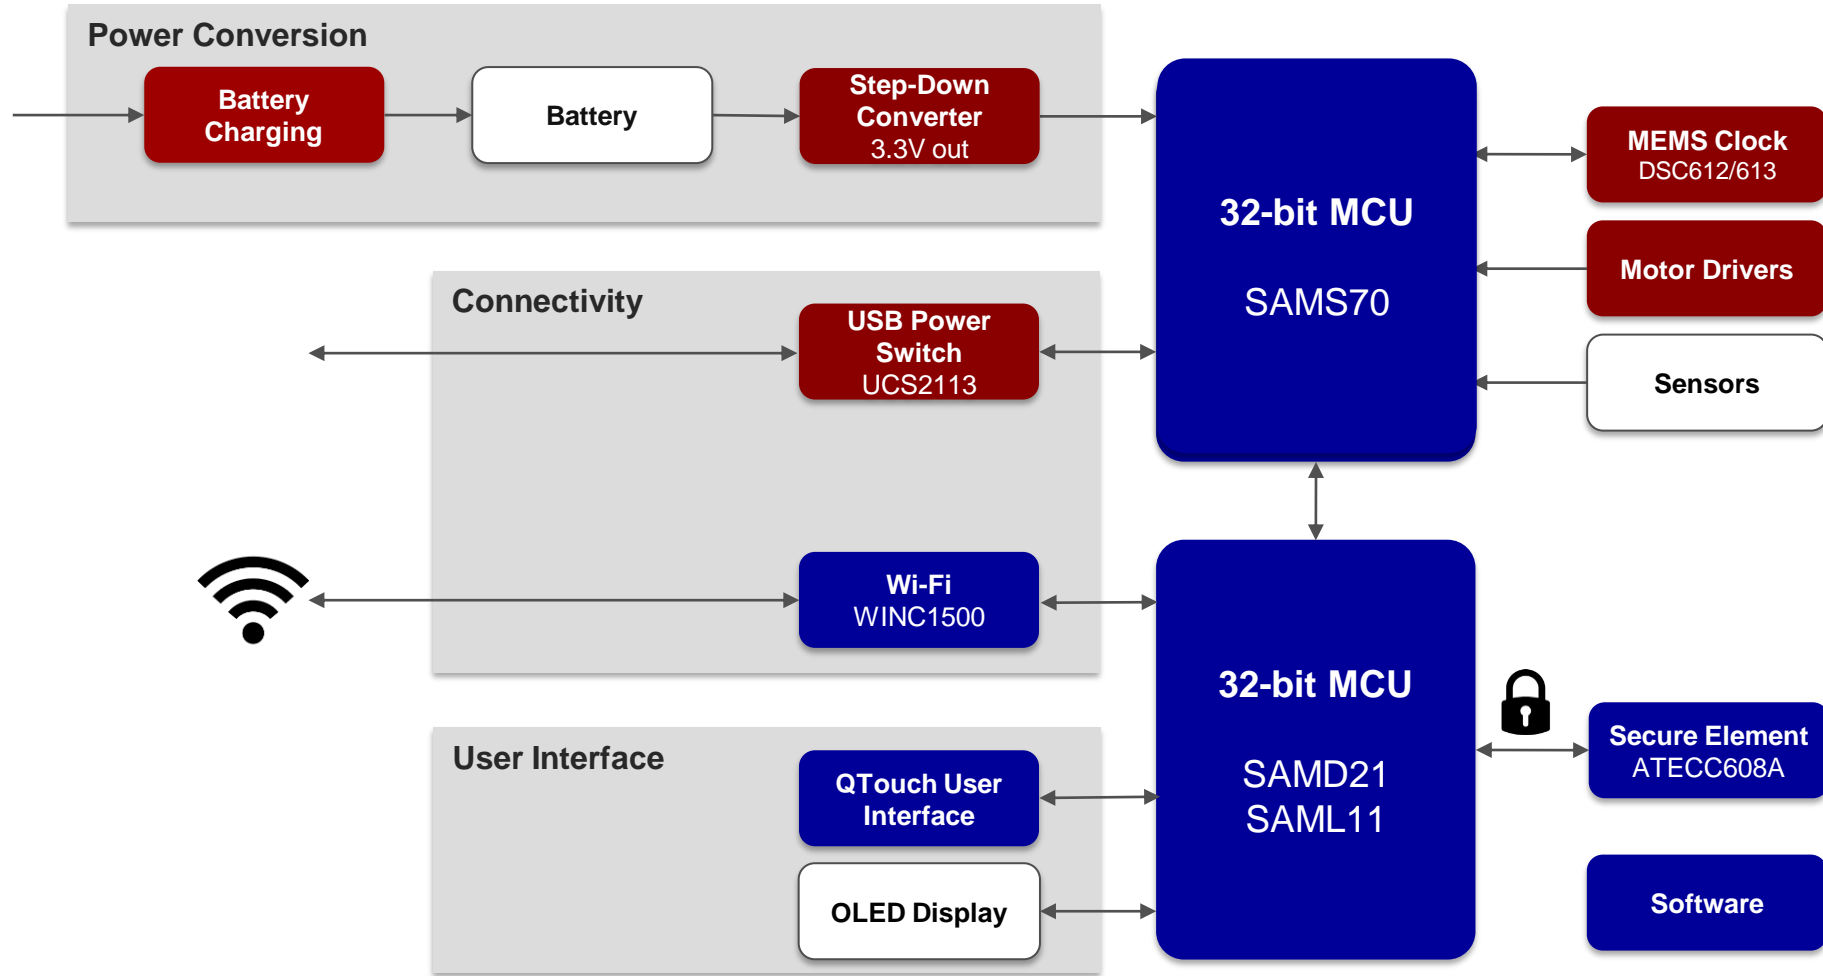 Power Conversion
Battery
Charging
Battery
Step-Down
Converter
3.3V out
32-bit MCU
SAMS70
MEMS Clock
DSC612/613
Motor Drivers
Sensors
Connectivity
USB Power
Switch
UCS2113
Wi-Fi
WINC1500
User Interface
QTouch User
Interface
OLED Display
32-bit MCU
SAMD21
SAML11
Secure Element
ATECC608A
Software